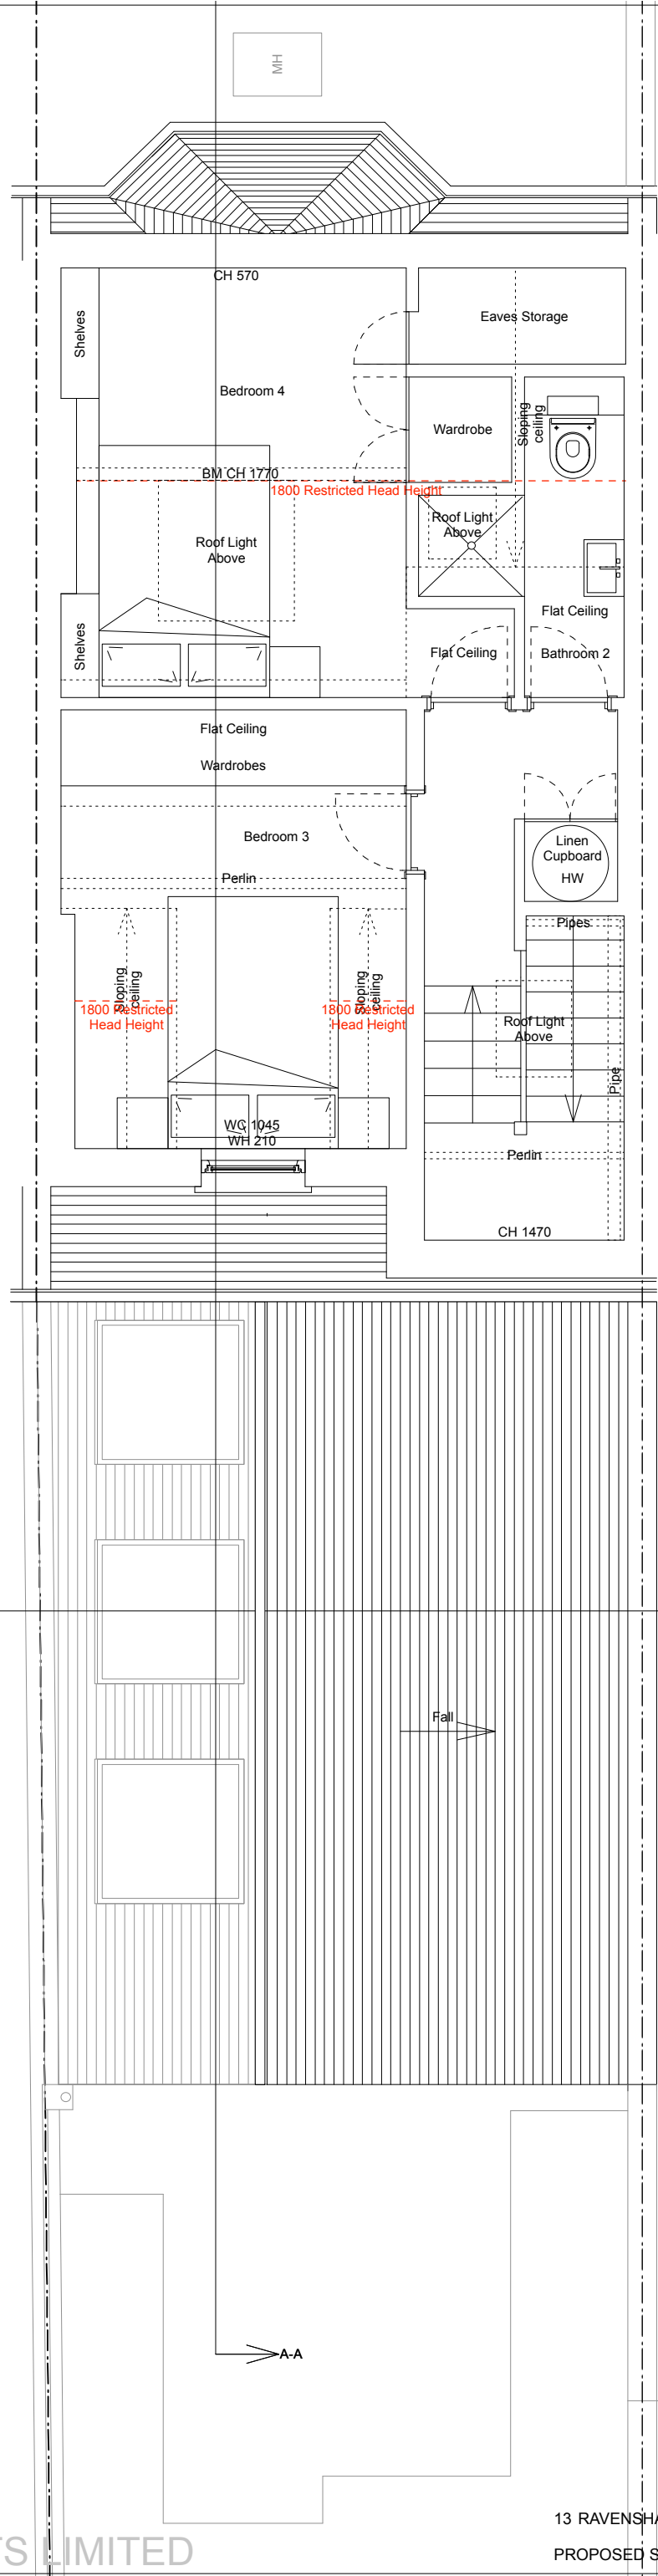 MH
CH 570
Shelves
Eaves Storage
Bedroom 4
Wardrobe
Sloping
ceiling
BM CH 1770
1800 Restricted Head Height
Roof Light
Above
Roof Light
Above
Flat Ceiling
Shelves
Flat Ceiling
Bathroom 2
Flat Ceiling
Wardrobes
Bedroom 3
Linen
Cupboard
HW
Perlin
Pipes
Sloping
ceiling
Sloping
ceiling
1800 Restricted
Head Height
1800 Restricted
Head Height
Roof Light
Above
Pipe
WC 1045
WH 210
Perlin
CH 1470
Fall
A-A
13 RAVENSHA
TS LIMITED
PROPOSED S